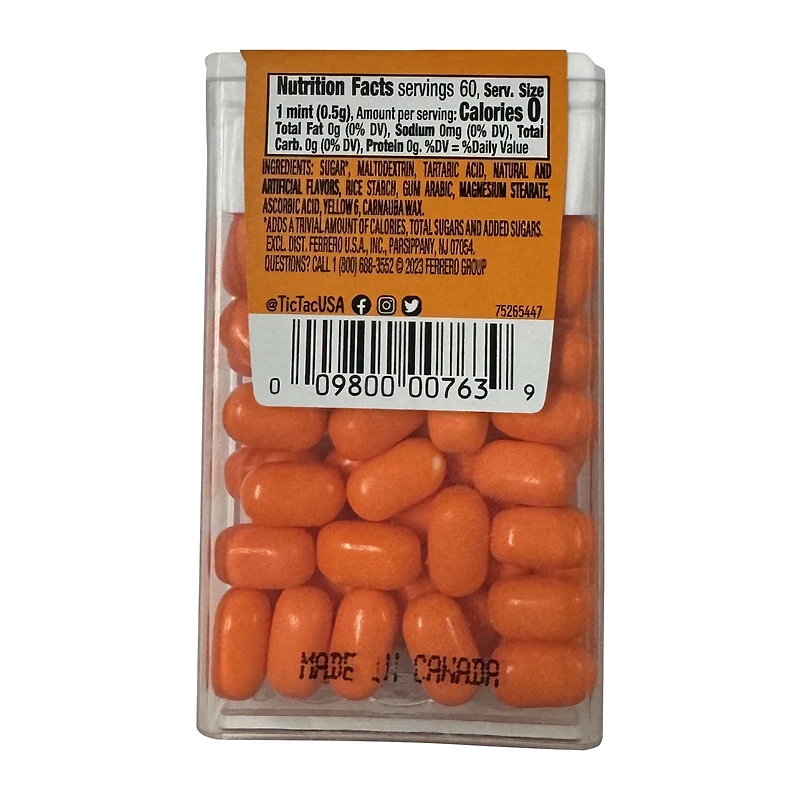 Nutrition Facts servings 60, Serv. Size
1 mint (0.5g), Amount per serving: Calories 0,
Total Fat 0g (0% DV), Sodium 0mg (0% DV), Total
Carb. 0g (0% DV), Protein 0g. %DV = %Daily Value
INGREDIENTS: SUGAR*, MALTODEXTRIN, TARTARIC ACID, NATURAL AND
ARTIFICIAL FLAVORS, RICE STARCH, GUM ARABIC, MAGNESIUM STEARATE,
ASCORBIC ACID, YELLOW 6, CARNAUBA WAX.
*ADDS A TRIVIAL AMOUNT OF CALORIES, TOTAL SUGARS AND ADDED SUGARS.
EXCL. DIST. FERRERO U.S.A., INC., PARSIPPANY, NJ 07054.
QUESTIONS? CALL 1 (800) 688-3552 © 2023 FERRERO GROUP
@TicTacUSA
75265447
0 09800 00763 9
MADE IN CANADA